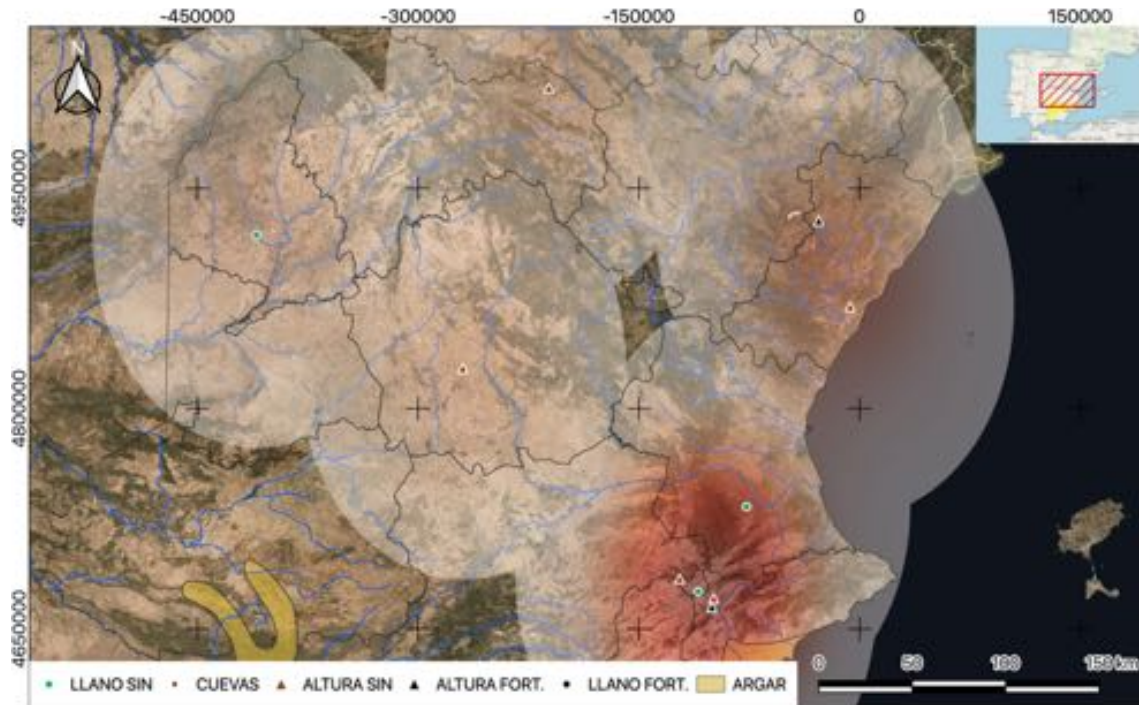 -450000 -300000 -150000 0 150000
N
4950000
4800000
4650000
0 50 100 150 km
LLANO SIN CUEVAS ALTURA SIN ALTURA FORT. LLANO FORT. ARGAR